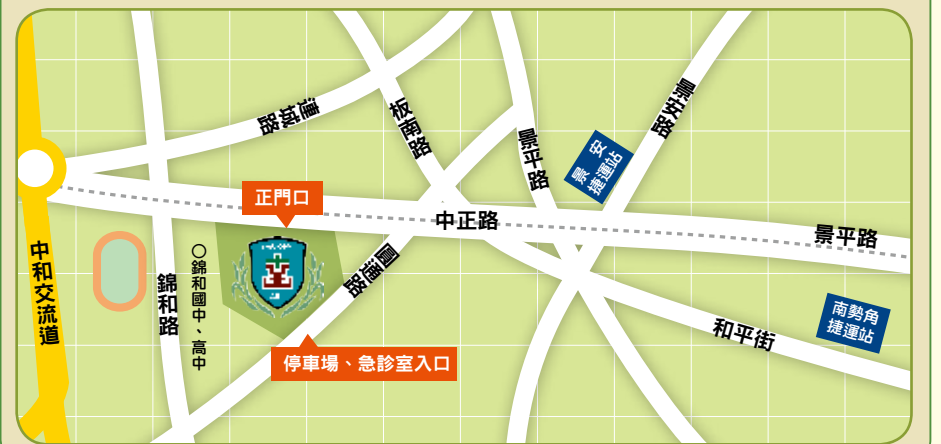 連城路
板南路
景安路
景平路
景安
捷運站
正門口
中正路
景平路
中和交流道
錦和路
○錦和國中、高中
圓通路
南勢角
捷運站
和平街
停車場、急診室入口